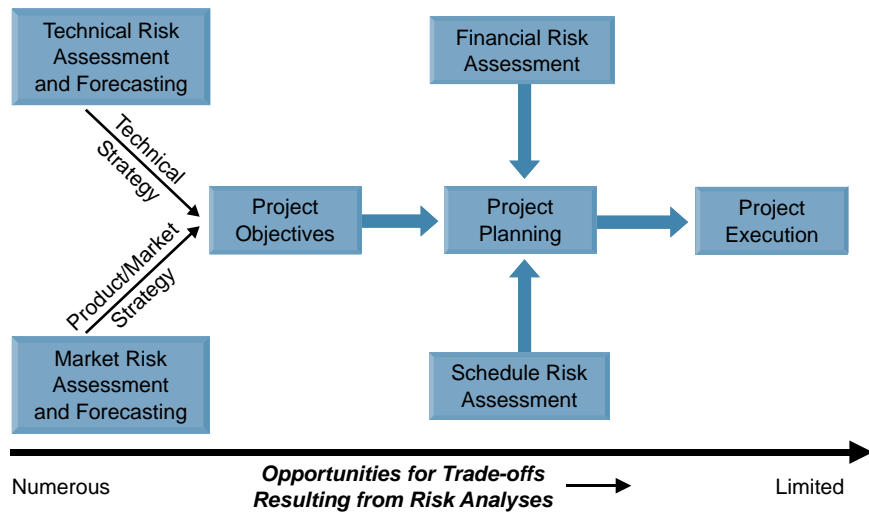 Technical Risk
Assessment
and Forecasting
Financial Risk
Assessment
Technical
Strategy
Project
Objectives
Project
Planning
Project
Execution
Product/Market
Strategy
Market Risk
Assessment
and Forecasting
Schedule Risk
Assessment
Numerous
Opportunities for Trade-offs
Resulting from Risk Analyses
Limited